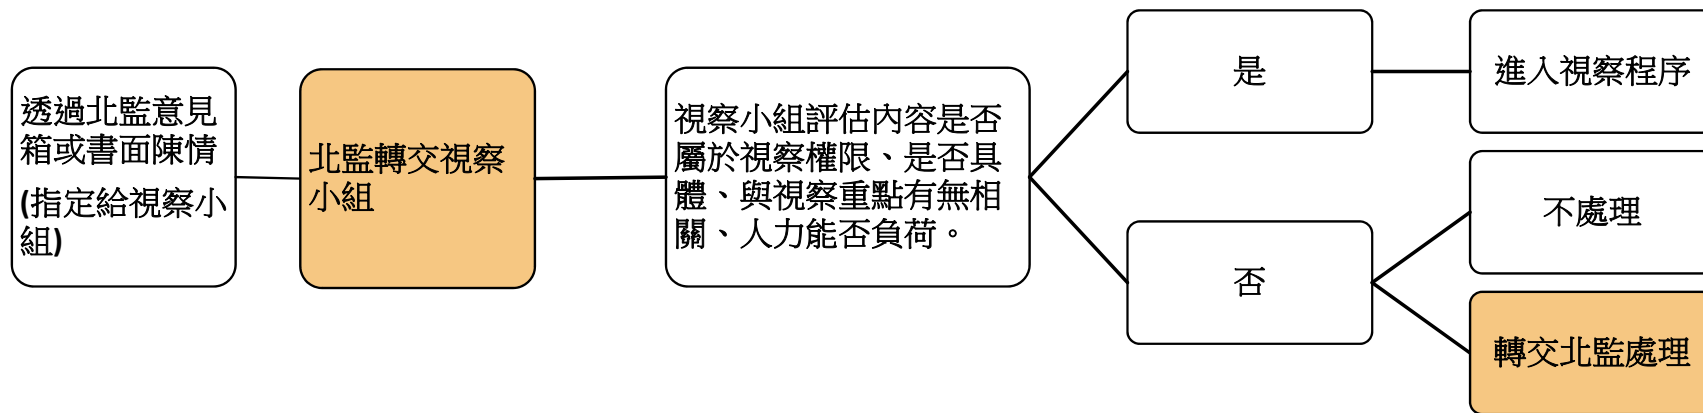 透過北監意見
箱或書面陳情
(指定給視察小
組)
北監轉交視察
小組
視察小組評估內容是否
屬於視察權限、是否具
體、與視察重點有無相
關、人力能否負荷。
是
進入視察程序
否
不處理
轉交北監處理